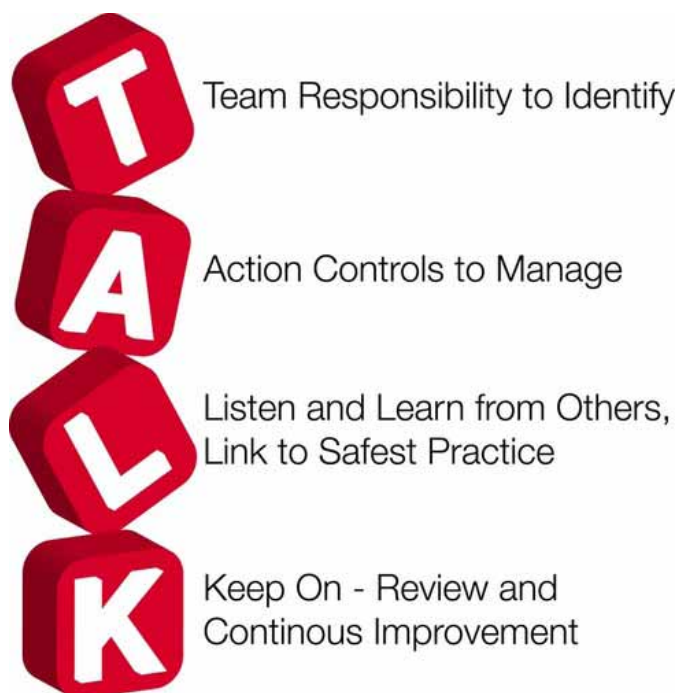 T
Team Responsibility to Identify
A
Action Controls to Manage
L
Listen and Learn from Others,
Link to Safest Practice
K
Keep On - Review and
Continous Improvement